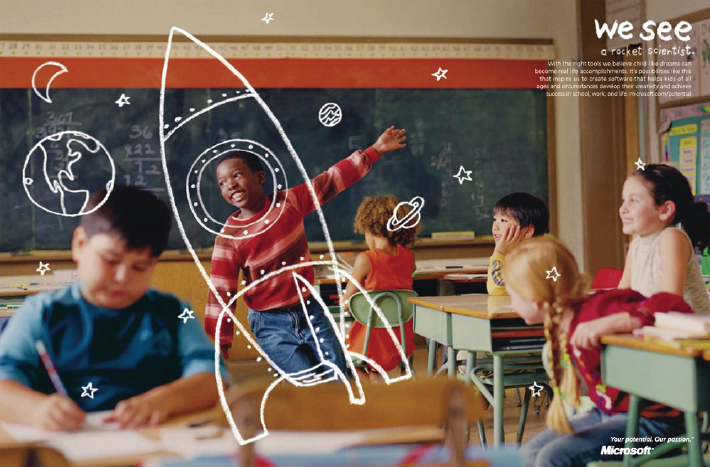 we see
a rocket scientist.
With the right tools we believe child-like dreams can
become real life accomplishments. It's possibilities like this
that inspire us to create software that helps kids of all
ages and circumstances develop their creativity and achieve
success in school, work, and life. microsoft.com/potential
Your potential. Our passion.™
Microsoft®